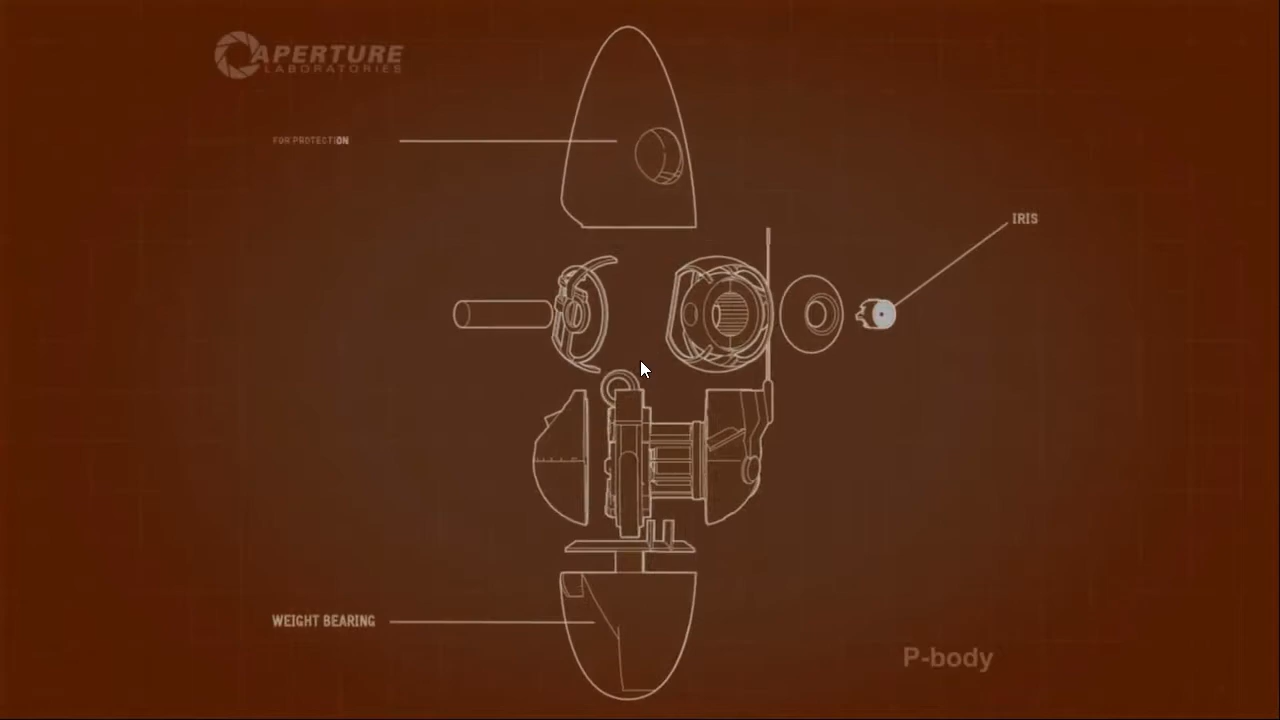 APERTURE
LABORATORIES
FOR PROTECTION
IRIS
WEIGHT BEARING
P-body